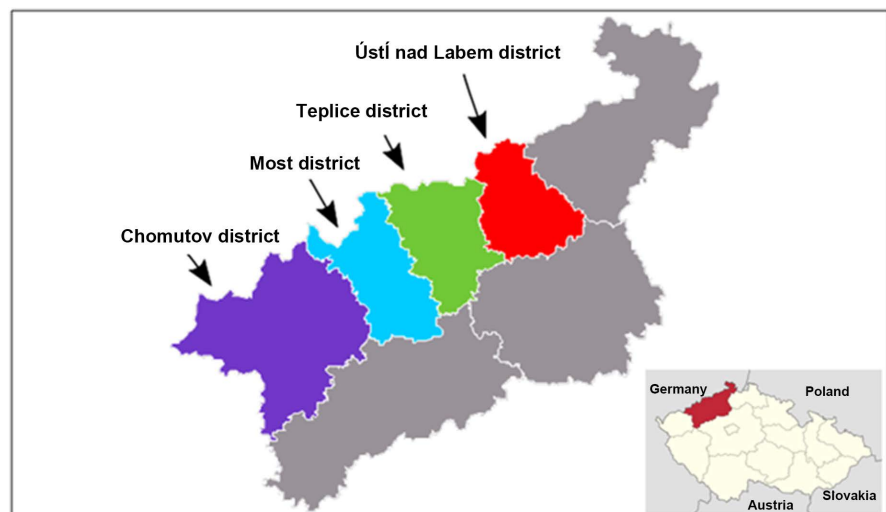 ÚstÍ nad Labem district
Teplice district
Most district
Chomutov district
Germany
Poland
Slovakia
Austria